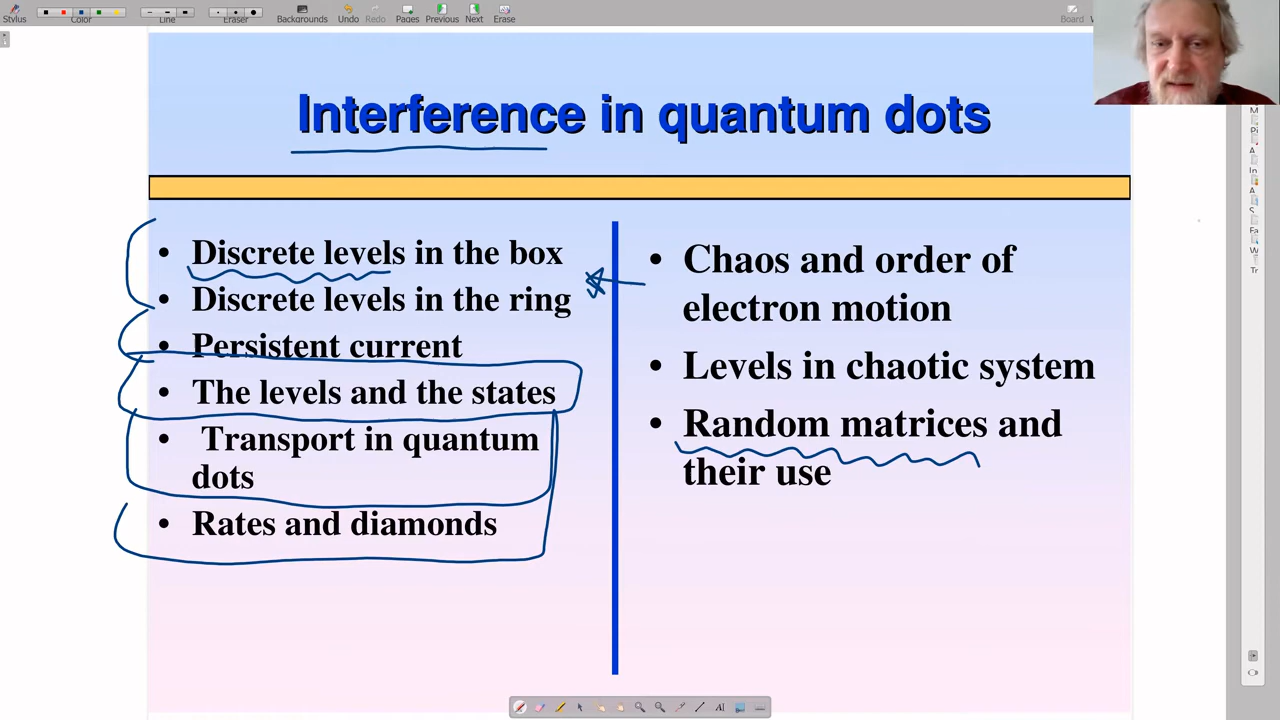 Stylus
Color
Line
Eraser
Backgrounds
Undo
Redo
Pages
Previous
Next
Erase
Board
Interference in quantum dots
• Discrete levels in the box
• Discrete levels in the ring
• Persistent current
• The levels and the states
• Transport in quantum
dots
• Rates and diamonds
• Chaos and order of
electron motion
• Levels in chaotic system
• Random matrices and
their use